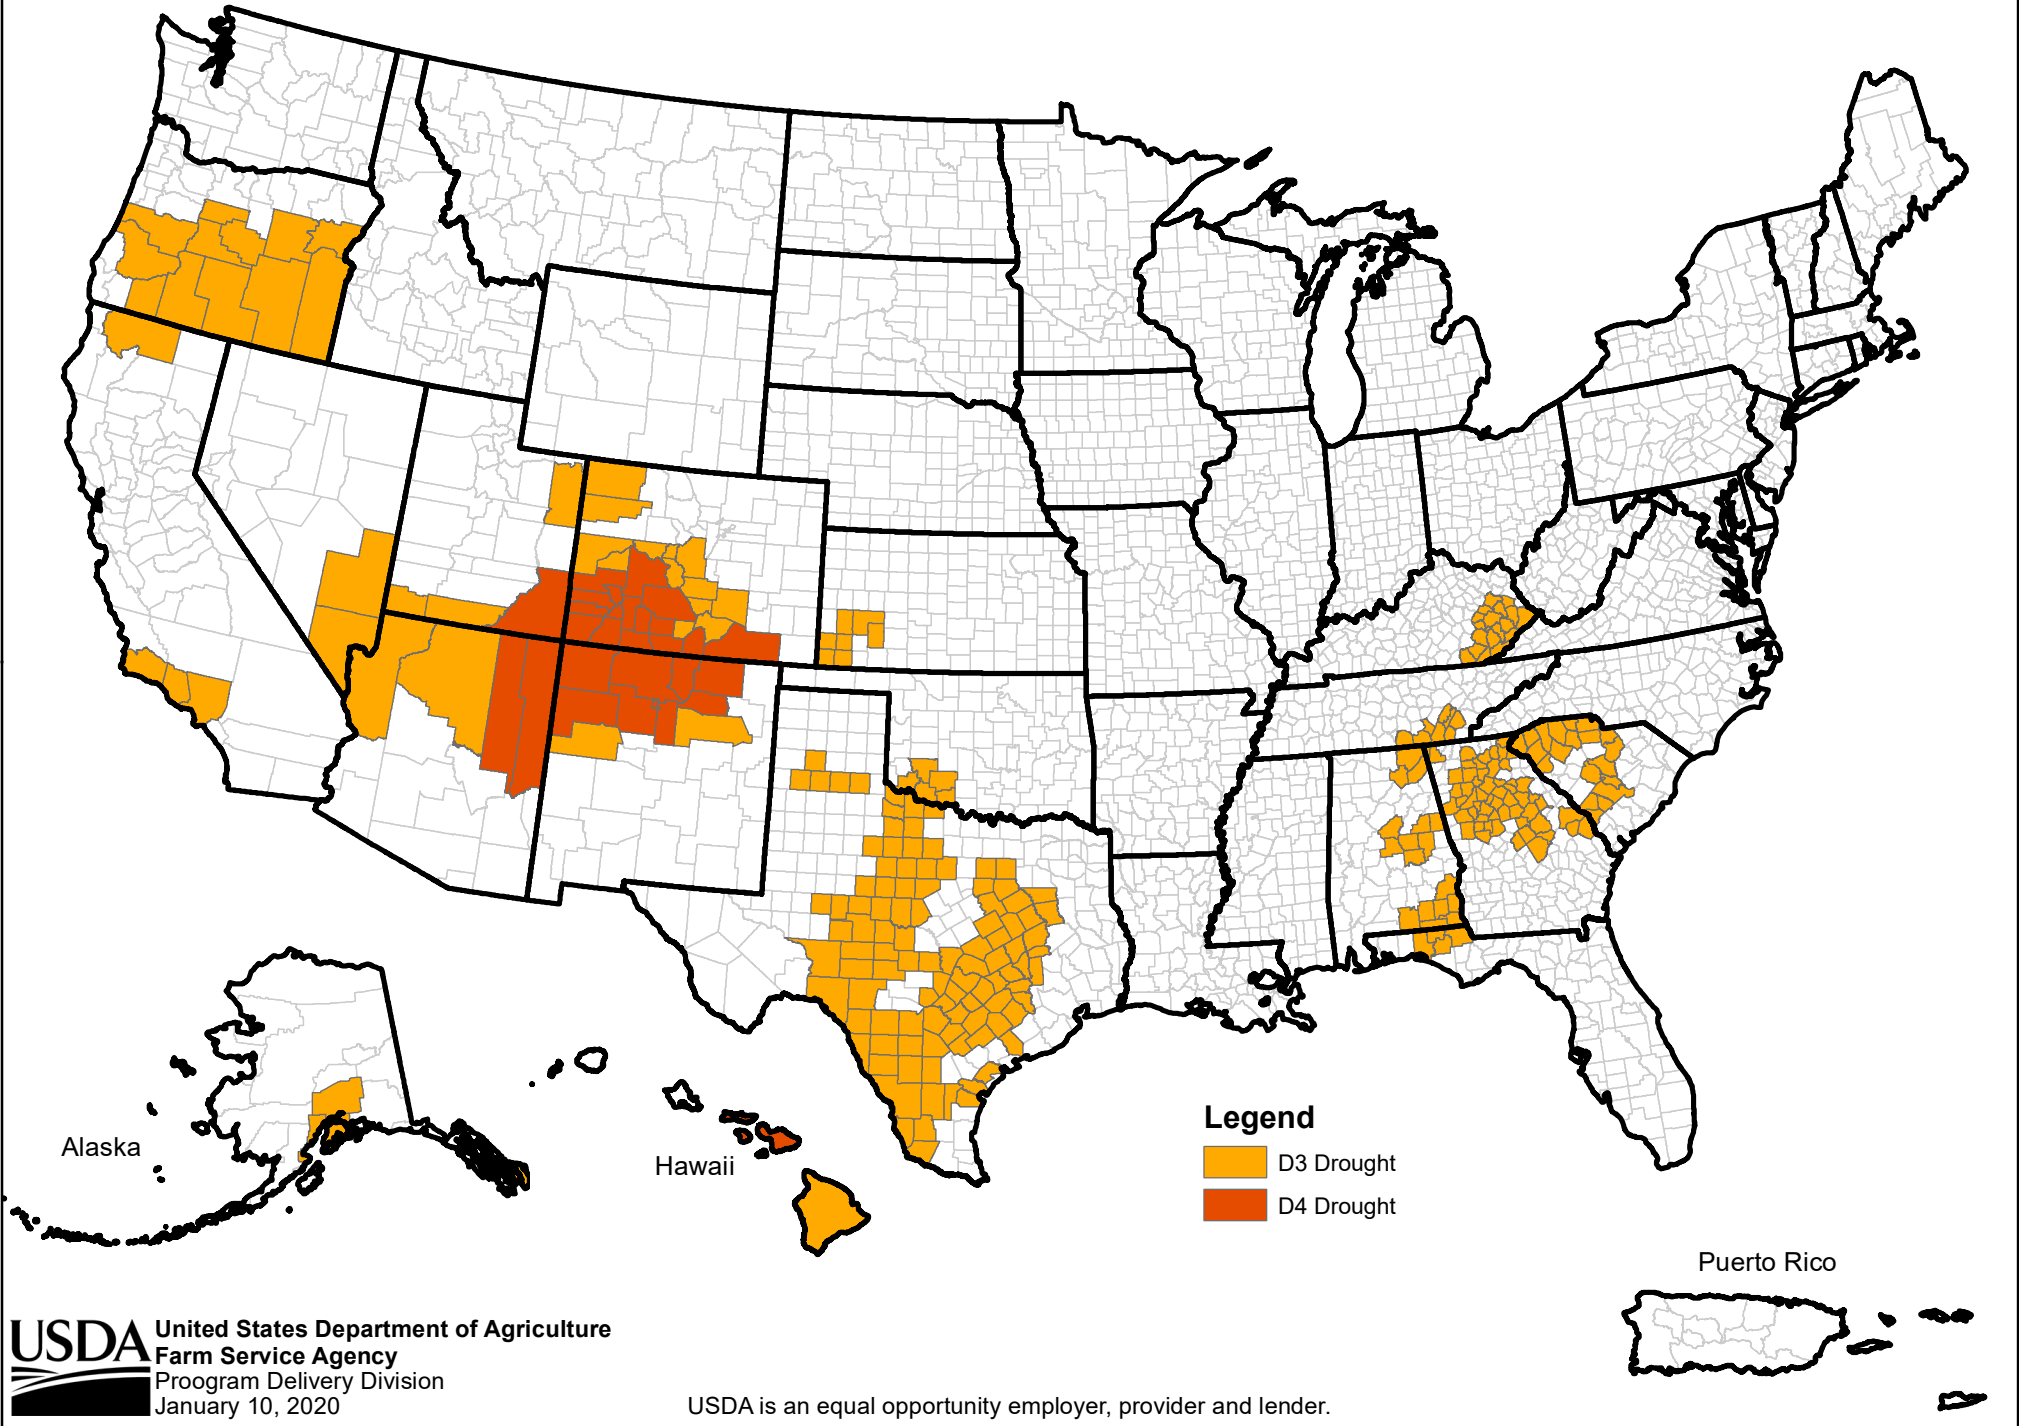 Alaska
Hawaii
Legend
D3 Drought
D4 Drought
Puerto Rico
USDA
United States Department of Agriculture
Farm Service Agency
Proogram Delivery Division
January 10, 2020
USDA is an equal opportunity employer, provider and lender.